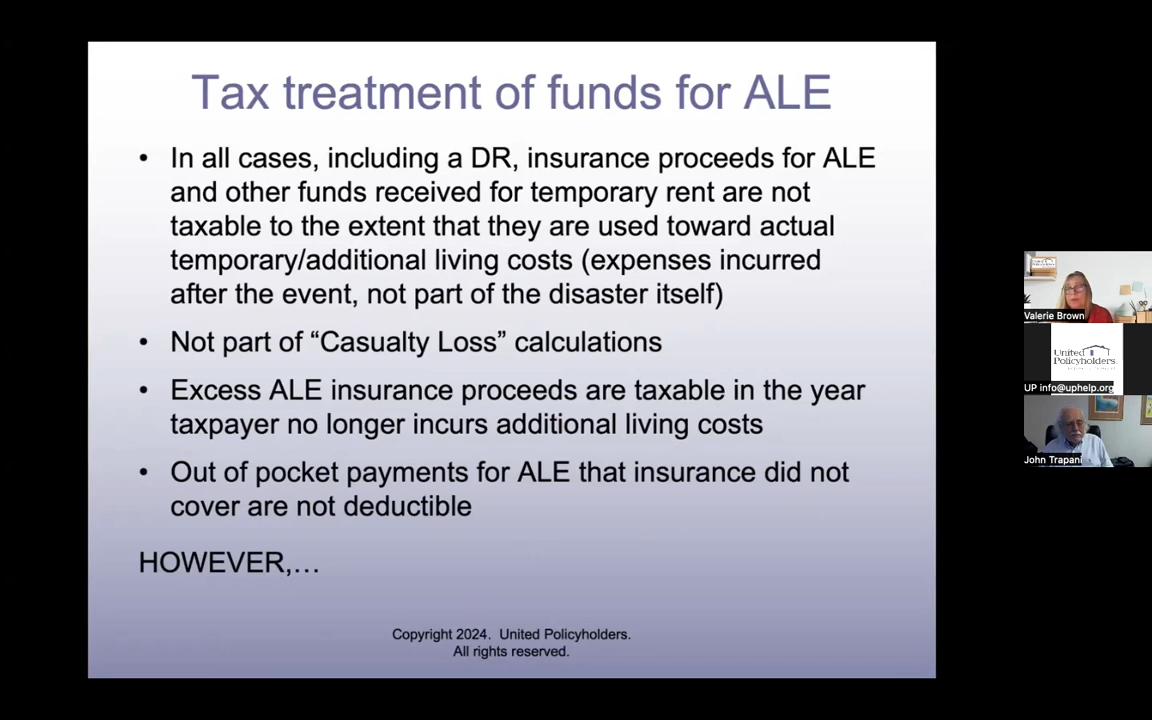 Tax treatment of funds for ALE
• In all cases, including a DR, insurance proceeds for ALE
and other funds received for temporary rent are not
taxable to the extent that they are used toward actual
temporary/additional living costs (expenses incurred
after the event, not part of the disaster itself)
• Not part of “Casualty Loss” calculations
• Excess ALE insurance proceeds are taxable in the year
taxpayer no longer incurs additional living costs
• Out of pocket payments for ALE that insurance did not
cover are not deductible
HOWEVER,…
Copyright 2024. United Policyholders.
All rights reserved.
Valerie Brown
United
Policyholders
UP info@uphelp.org
John Trapani